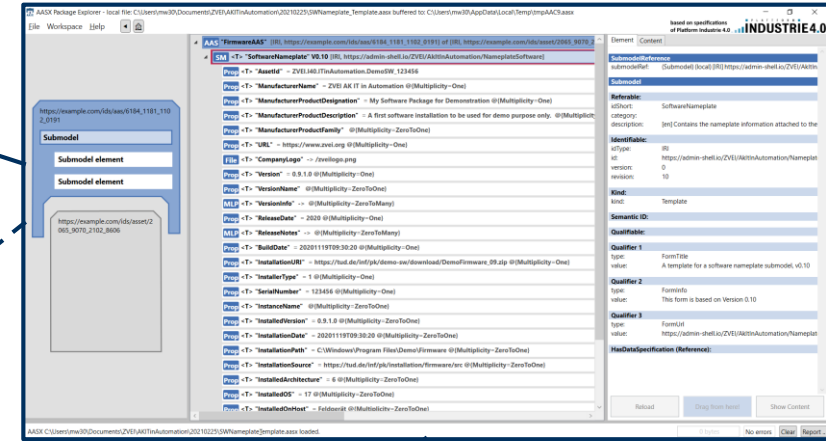 AASX Package Explorer - local file: C:\Users\mw30\Documents\ZVEI\AKITinAutomation\20210225\SWNameplate_Template.aasx buffered to: C:\Users\mw30\AppData\Local\Temp\tmpAAC9.aasx
File Workspace Help
based on specifications
of Platform Industrie 4.0
PLATTFORM
INDUSTRIE4.0
https://example.com/ids/aas/6184_1181_110
2_0191
Submodel
Submodel element
Submodel element
https://example.com/ids/asset/2
065_9070_2102_8606
AAS "FirmwareAAS" [IRI, https://example.com/ids/aas/6184_1181_1102_0191] of [IRI, https://example.com/ids/asset/2065_9070_2
SM <T> "SoftwareNameplate" V0.10 [IRI, https://admin-shell.io/ZVEI/AkItInAutomation/NameplateSoftware]
Prop <T> "AssetId" = ZVEI.I40.ITinAutomation.DemoSW_123456
Prop <T> "ManufacturerName" = ZVEI AK IT in Automation @{Multiplicity=One}
Prop <T> "ManufacturerProductDesignation" = My Software Package for Demonstration @{Multiplicity=One}
Prop <T> "ManufacturerProductDescription" = A first software installation to be used for demo purpose only. @{Multiplicity
Prop <T> "ManufacturerProductFamily" @{Multiplicity=ZeroToOne}
Prop <T> "URL" = https://www.zvei.org @{Multiplicity=One}
File <T> "CompanyLogo" -> /zveilogo.png
Prop <T> "Version" = 0.9.1.0 @{Multiplicity=One}
Prop <T> "VersionName" @{Multiplicity=ZeroToOne}
MLP <T> "VersionInfo" -> @{Multiplicity=ZeroToMany}
Prop <T> "ReleaseDate" = 2020 @{Multiplicity=One}
MLP <T> "ReleaseNotes" -> @{Multiplicity=ZeroToMany}
Prop <T> "BuildDate" = 20201119T09:30:20 @{Multiplicity=One}
Prop <T> "InstallationURI" = https://tud.de/inf/pk/demo-sw/download/DemoFirmware_09.zip @{Multiplicity=One}
Prop <T> "InstallerType" = 1 @{Multiplicity=ZeroToOne}
Prop <T> "SerialNumber" = 123456 @{Multiplicity=ZeroToOne}
Prop <T> "InstanceName" @{Multiplicity=ZeroToOne}
Prop <T> "InstalledVersion" = 0.9.1.0 @{Multiplicity=ZeroToOne}
Prop <T> "InstallationDate" = 20201119T09:30:20 @{Multiplicity=ZeroToOne}
Prop <T> "InstallationPath" = C:\Windows\Program Files\Demo\Firmware @{Multiplicity=ZeroToOne}
Prop <T> "InstallationSource" = https://tud.de/inf/pk/installation/firmware/src @{Multiplicity=ZeroToOne}
Prop <T> "InstalledArchitecture" = 6 @{Multiplicity=ZeroToOne}
Prop <T> "InstalledOS" = 17 @{Multiplicity=ZeroToOne}
Prop <T> "InstalledOnHost" = Feldgerät @{Multiplicity=ZeroToOne}
Element Content
SubmodelReference
submodelRef: (Submodel) (local) [IRI] https://admin-shell.io/ZVEI/AkItIn
Submodel
Referable:
idShort: SoftwareNameplate
category:
description: [en] Contains the nameplate information attached to the
Identifiable:
idType: IRI
id: https://admin-shell.io/ZVEI/AkItInAutomation/Nameplat
version: 0
revision: 10
Kind:
kind: Template
Semantic ID:
Qualifiable:
Qualifier 1
type: FormTitle
value: A template for a software nameplate submodel, v0.10
Qualifier 2
type: FormInfo
value: This form is based on Version 0.10
Qualifier 3
type: FormUrl
value: https://admin-shell.io/ZVEI/AkItInAutomation/Nameplat
HasDataSpecification (Reference):
Reload Drag from here! Show Content
AASX C:\Users\mw30\Documents\ZVEI\AKITinAutomation\20210225\SWNameplate_Template.aasx loaded.
0 bytes No errors Clear Report ..